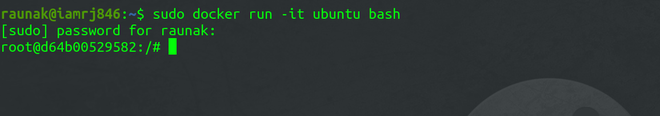 raunak@iamrj846:~$ sudo docker run -it ubuntu bash
[sudo] password for raunak:
root@d64b00529582:/#